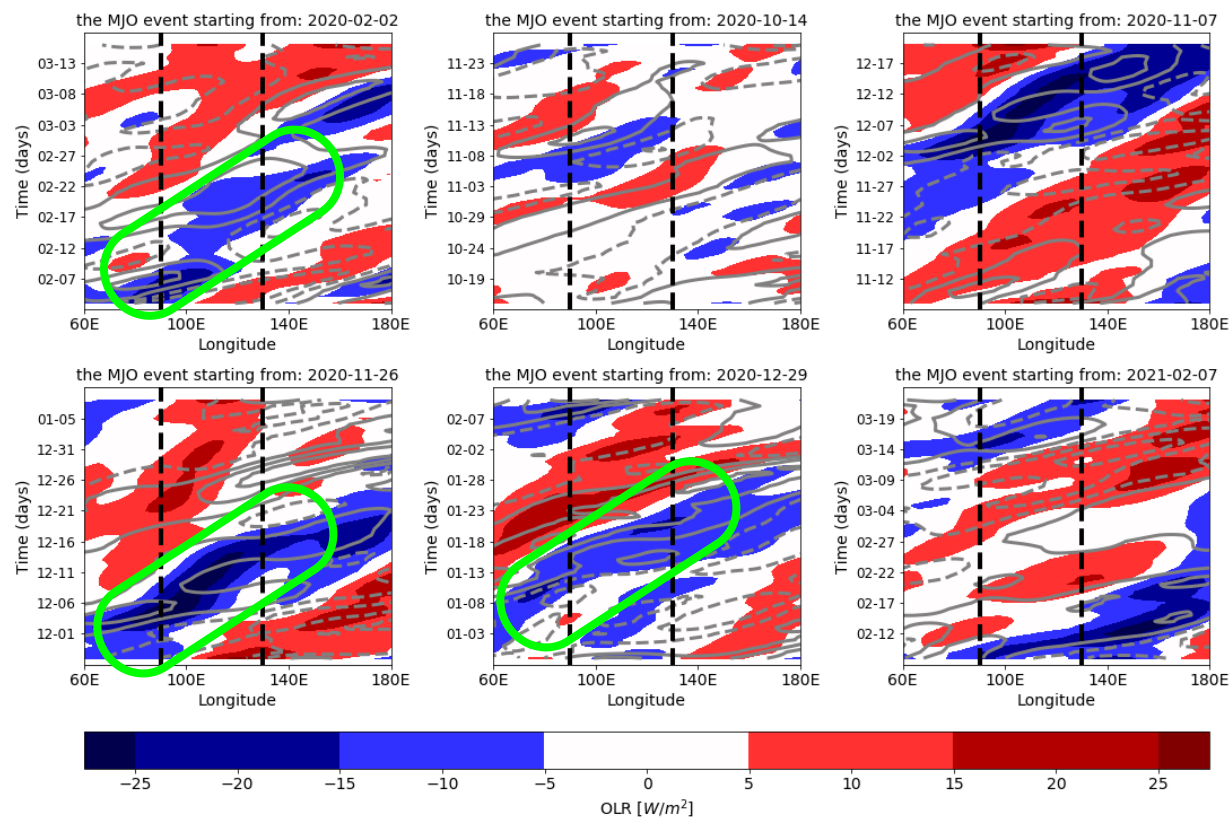 the MJO event starting from: 2020-02-02
Time (days)
03-13
03-08
03-03
02-27
02-22
02-17
02-12
02-07
60E 100E 140E 180E
Longitude
the MJO event starting from: 2020-10-14
Time (days)
11-23
11-18
11-13
11-08
11-03
10-29
10-24
10-19
60E 100E 140E 180E
Longitude
the MJO event starting from: 2020-11-07
Time (days)
12-17
12-12
12-07
12-02
11-27
11-22
11-17
11-12
60E 100E 140E 180E
Longitude
the MJO event starting from: 2020-11-26
Time (days)
01-05
12-31
12-26
12-21
12-16
12-11
12-06
12-01
60E 100E 140E 180E
Longitude
the MJO event starting from: 2020-12-29
Time (days)
02-07
02-02
01-28
01-23
01-18
01-13
01-08
01-03
60E 100E 140E 180E
Longitude
the MJO event starting from: 2021-02-07
Time (days)
03-19
03-14
03-09
03-04
02-27
02-22
02-17
02-12
60E 100E 140E 180E
Longitude
−25 −20 −15 −10 −5 0 5 10 15 20 25
OLR [W/m²]